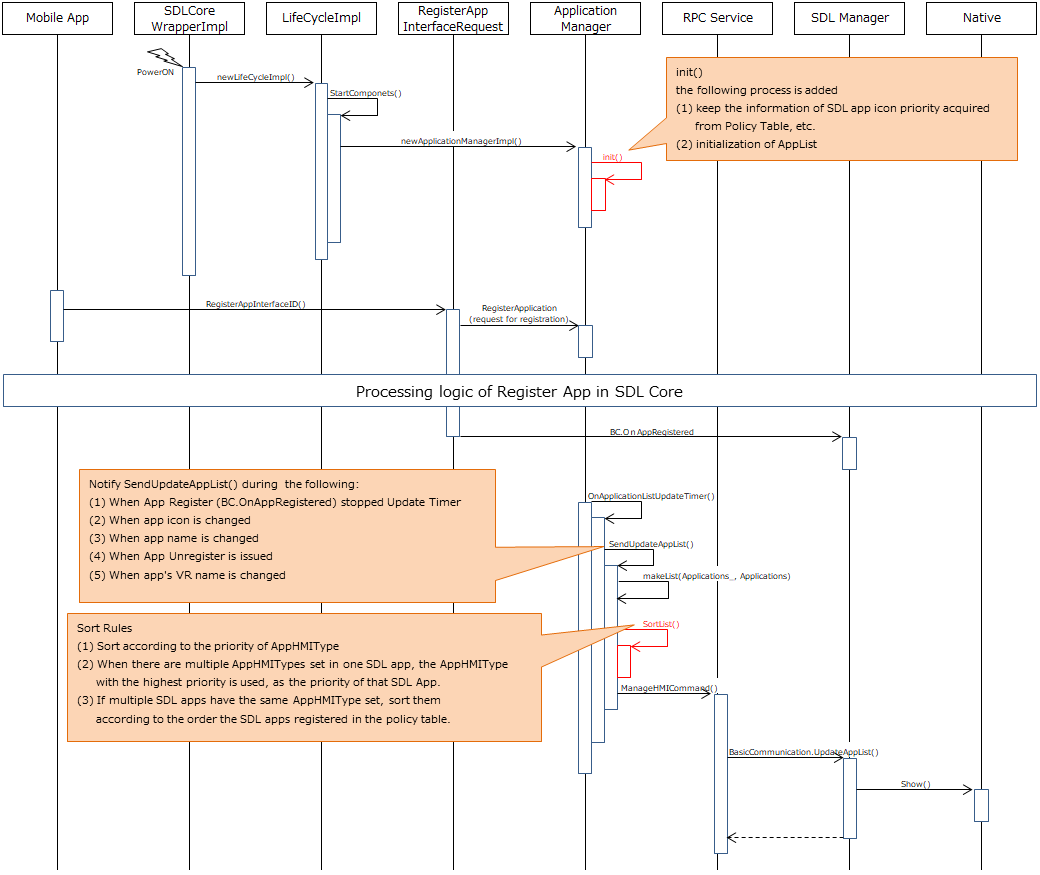 Mobile App
SDLCore
WrapperImpl
LifeCycleImpl
RegisterApp
InterfaceRequest
Application
Manager
RPC Service
SDL Manager
Native
PowerON
newLifeCycleImpl()
StartComponets()
newApplicationManagerImpl()
init()
init()
the following process is added
(1) keep the information of SDL app icon priority acquired
from Policy Table, etc.
(2) initialization of AppList
RegisterAppInterfaceID()
RegisterApplication
(request for registration)
Processing logic of Register App in SDL Core
BC.OnAppRegistered
Notify SendUpdateAppList() during the following:
(1) When App Register (BC.OnAppRegistered) stopped Update Timer
(2) When app icon is changed
(3) When app name is changed
(4) When App Unregister is issued
(5) When app's VR name is changed
OnApplicationListUpdateTimer()
SendUpdateAppList()
makeList(Applications_, Applications)
Sort Rules
(1) Sort according to the priority of AppHMIType
(2) When there are multiple AppHMITypes set in one SDL app, the AppHMIType
with the highest priority is used, as the priority of that SDL App.
(3) If multiple SDL apps have the same AppHMIType set, sort them
according to the order the SDL apps registered in the policy table.
SortList()
ManageHMICommand()
BasicCommunication.UpdateAppList()
Show()